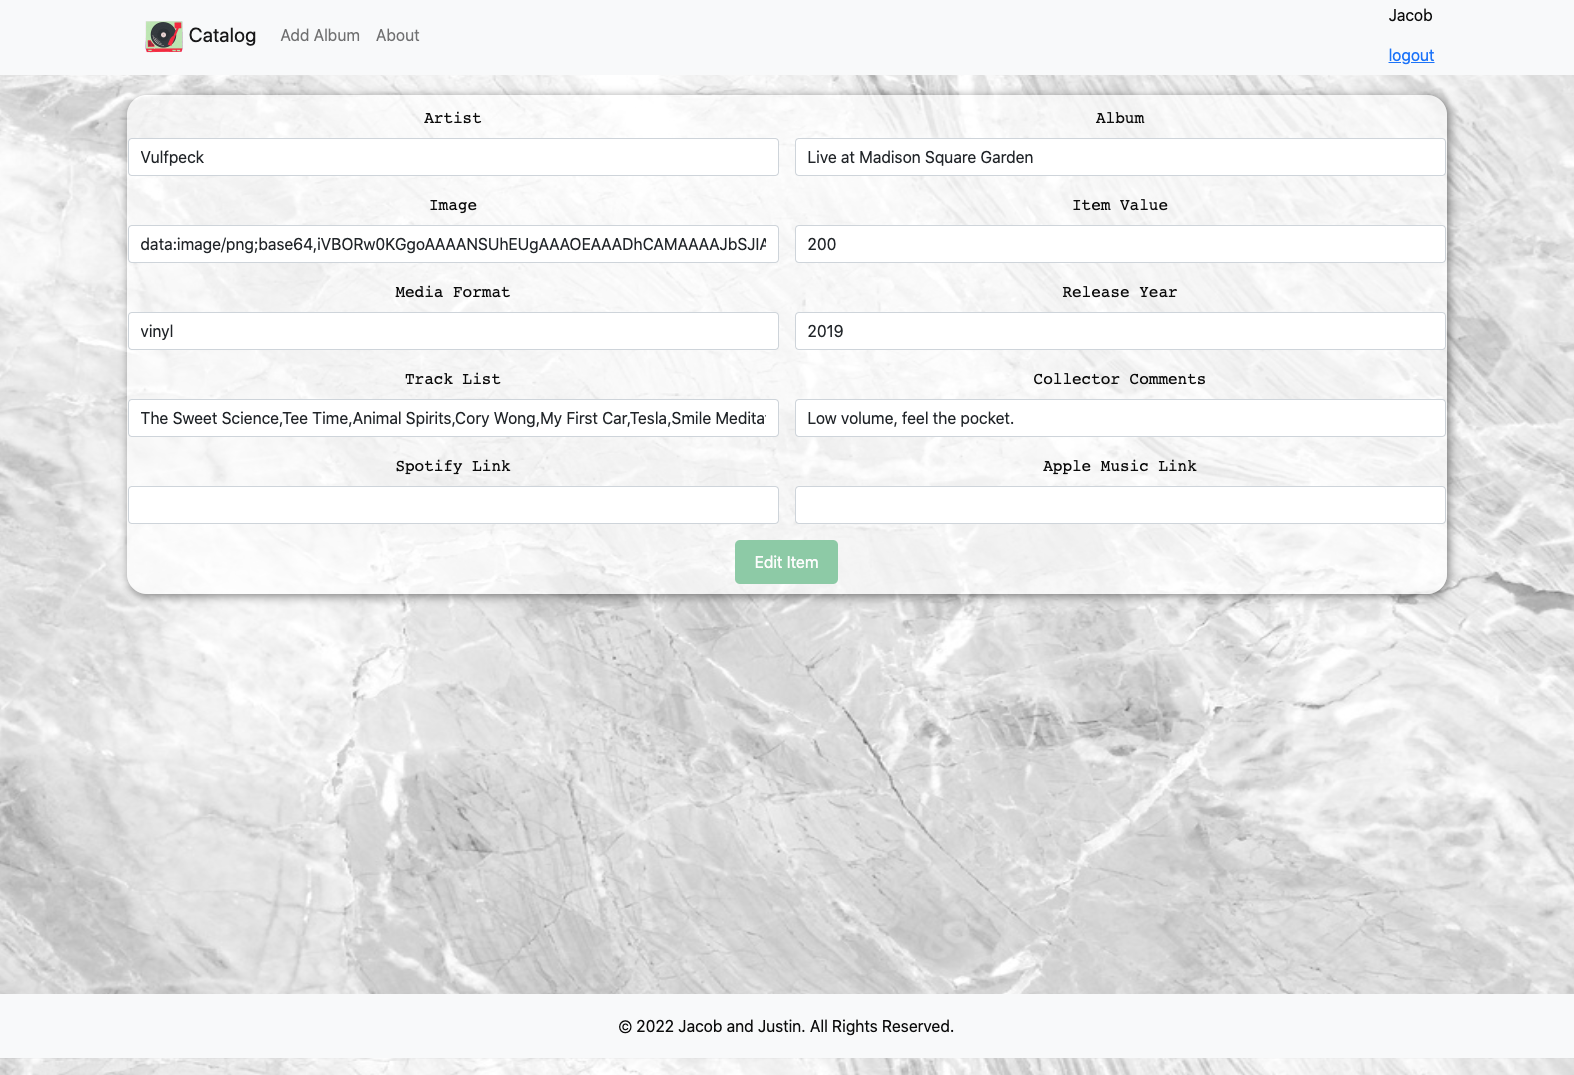 Jacob
Catalog Add Album About
logout
Artist Album
Vulfpeck Live at Madison Square Garden
Image Item Value
data:image/png;base64,iVBORw0KGgoAAAANSUhEUgAAAOEAAADhCAMAAAAJbSJIA 200
Media Format Release Year
vinyl 2019
Track List Collector Comments
The Sweet Science,Tee Time,Animal Spirits,Cory Wong,My First Car,Tesla,Smile Medita Low volume, feel the pocket.
Spotify Link Apple Music Link
Edit Item
© 2022 Jacob and Justin. All Rights Reserved.